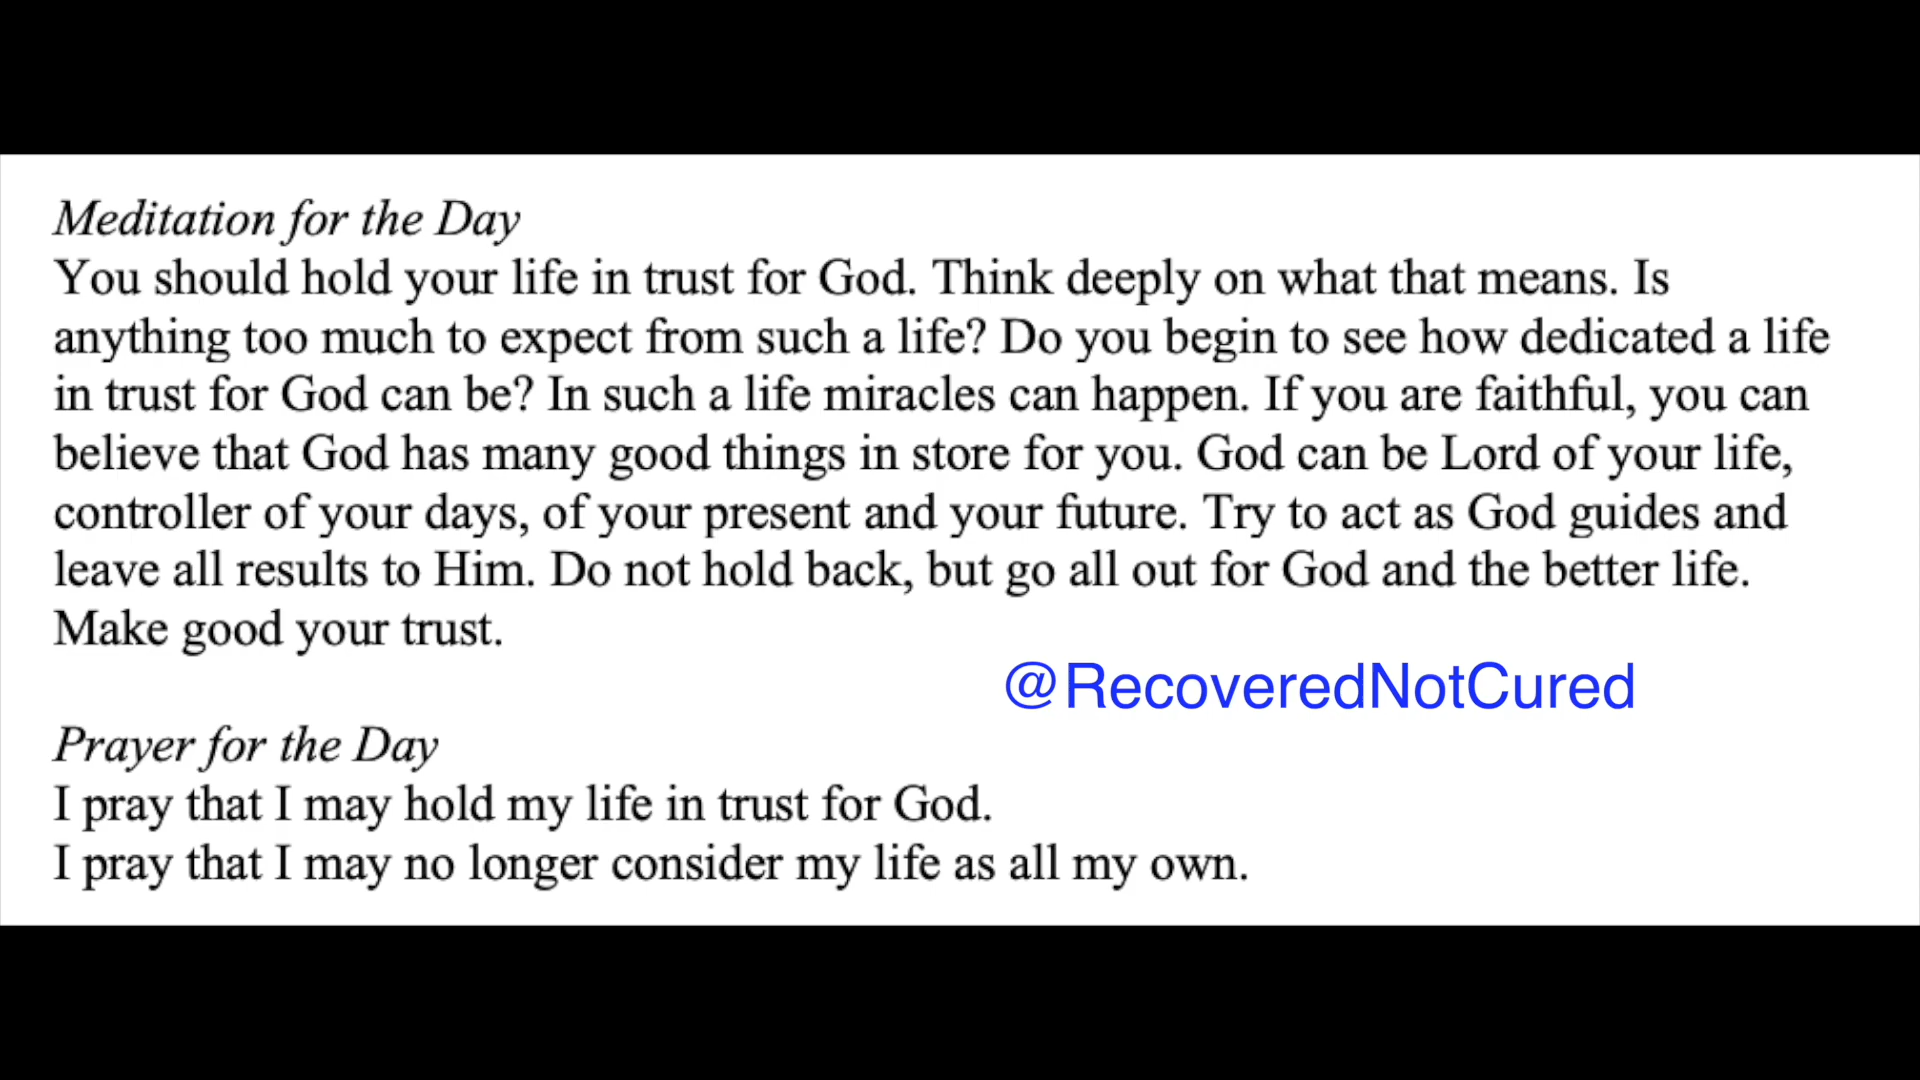 Meditation for the Day
You should hold your life in trust for God. Think deeply on what that means. Is
anything too much to expect from such a life? Do you begin to see how dedicated a life
in trust for God can be? In such a life miracles can happen. If you are faithful, you can
believe that God has many good things in store for you. God can be Lord of your life,
controller of your days, of your present and your future. Try to act as God guides and
leave all results to Him. Do not hold back, but go all out for God and the better life.
Make good your trust.
@RecoveredNotCured
Prayer for the Day
I pray that I may hold my life in trust for God.
I pray that I may no longer consider my life as all my own.